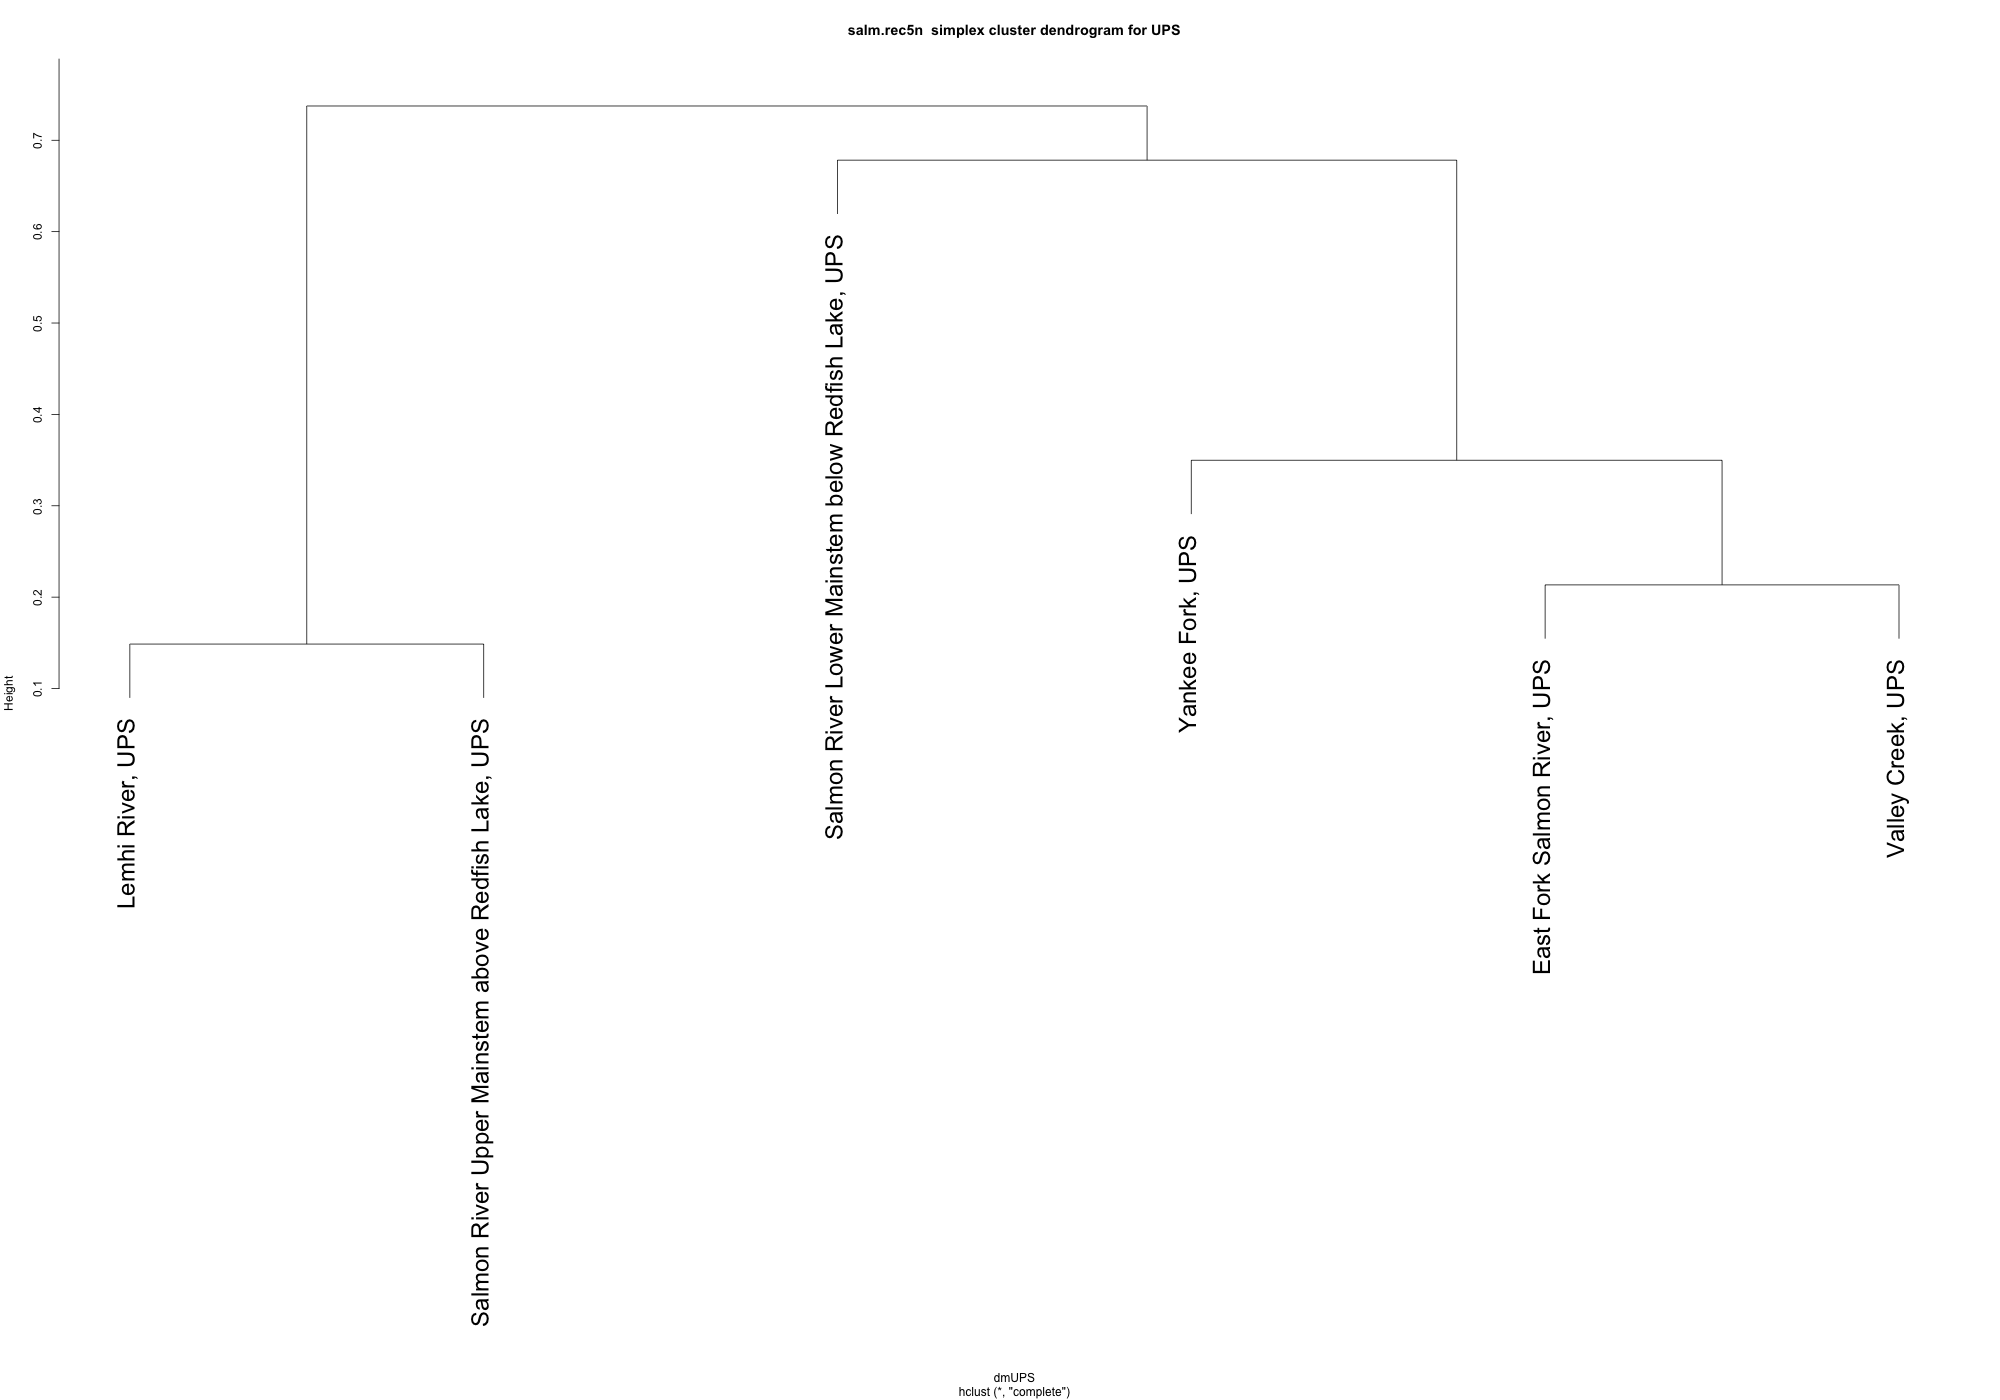 salm.rec5n  simplex cluster dendrogram for UPS
Height
0.7
0.6
0.5
0.4
0.3
0.2
0.1
Lemhi River, UPS
Salmon River Upper Mainstem above Redfish Lake, UPS
Salmon River Lower Mainstem below Redfish Lake, UPS
Yankee Fork, UPS
East Fork Salmon River, UPS
Valley Creek, UPS
dmUPS
hclust (*, "complete")